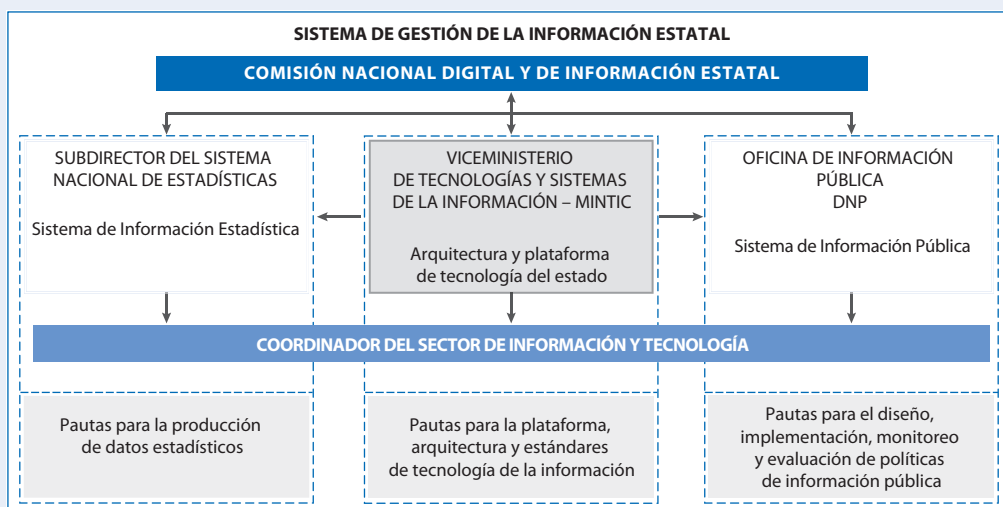 SISTEMA DE GESTIÓN DE LA INFORMACIÓN ESTATAL
COMISIÓN NACIONAL DIGITAL Y DE INFORMACIÓN ESTATAL
SUBDIRECTOR DEL SISTEMA
NACIONAL DE ESTADÍSTICAS
Sistema de Información Estadística
VICEMINISTERIO
DE TECNOLOGÍAS Y SISTEMAS
DE LA INFORMACIÓN – MINTIC
Arquitectura y plataforma
de tecnología del estado
OFICINA DE INFORMACIÓN
PÚBLICA
DNP
Sistema de Información Pública
COORDINADOR DEL SECTOR DE INFORMACIÓN Y TECNOLOGÍA
Pautas para la producción
de datos estadísticos
Pautas para la plataforma,
arquitectura y estándares
de tecnología de la información
Pautas para el diseño,
implementación, monitoreo
y evaluación de políticas
de información pública